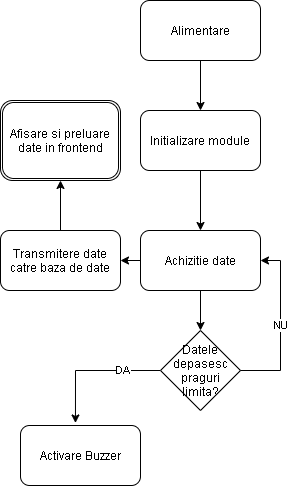 Alimentare
Initializare module
Afisare si preluare
date in frontend
Transmitere date
catre baza de date
Achizitie date
Datele
depasesc
praguri
limita?
NU
DA
Activare Buzzer